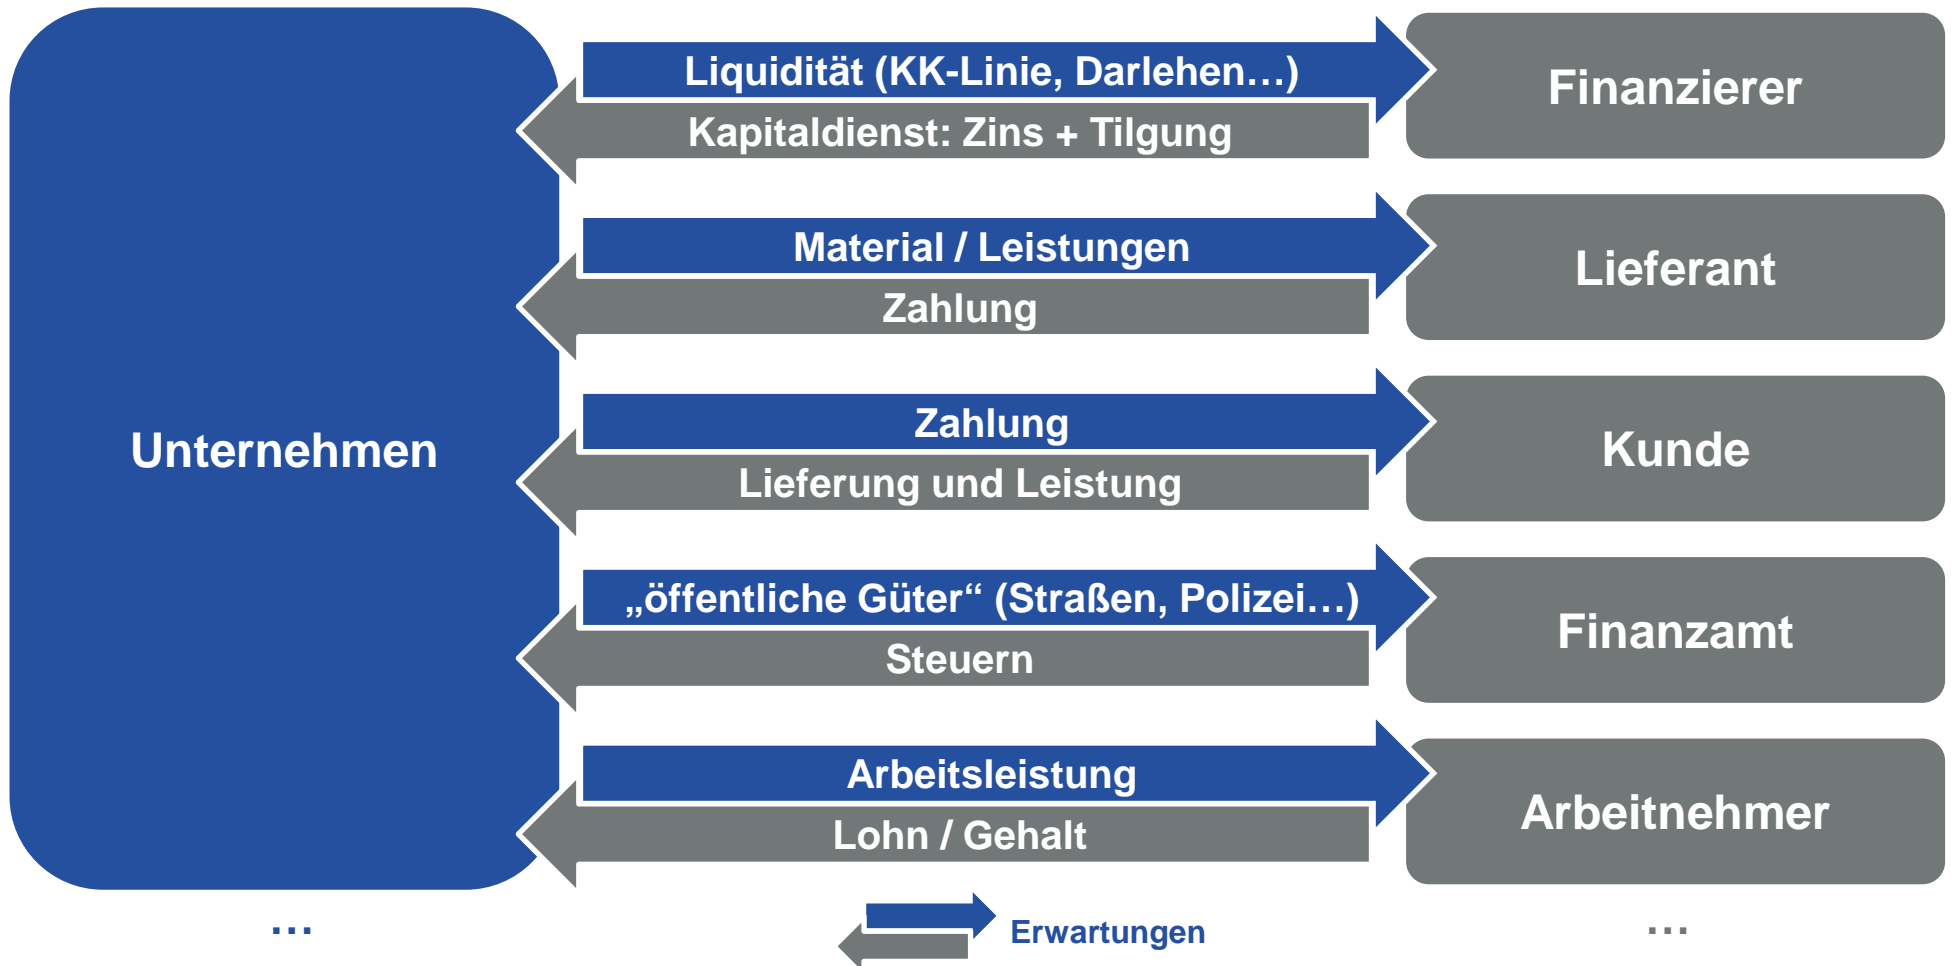 Unternehmen
Liquidität (KK-Linie, Darlehen…)
Kapitaldienst: Zins + Tilgung
Finanzierer
Material / Leistungen
Zahlung
Lieferant
Zahlung
Lieferung und Leistung
Kunde
„öffentliche Güter“ (Straßen, Polizei…)
Steuern
Finanzamt
Arbeitsleistung
Lohn / Gehalt
Arbeitnehmer
…
Erwartungen
…